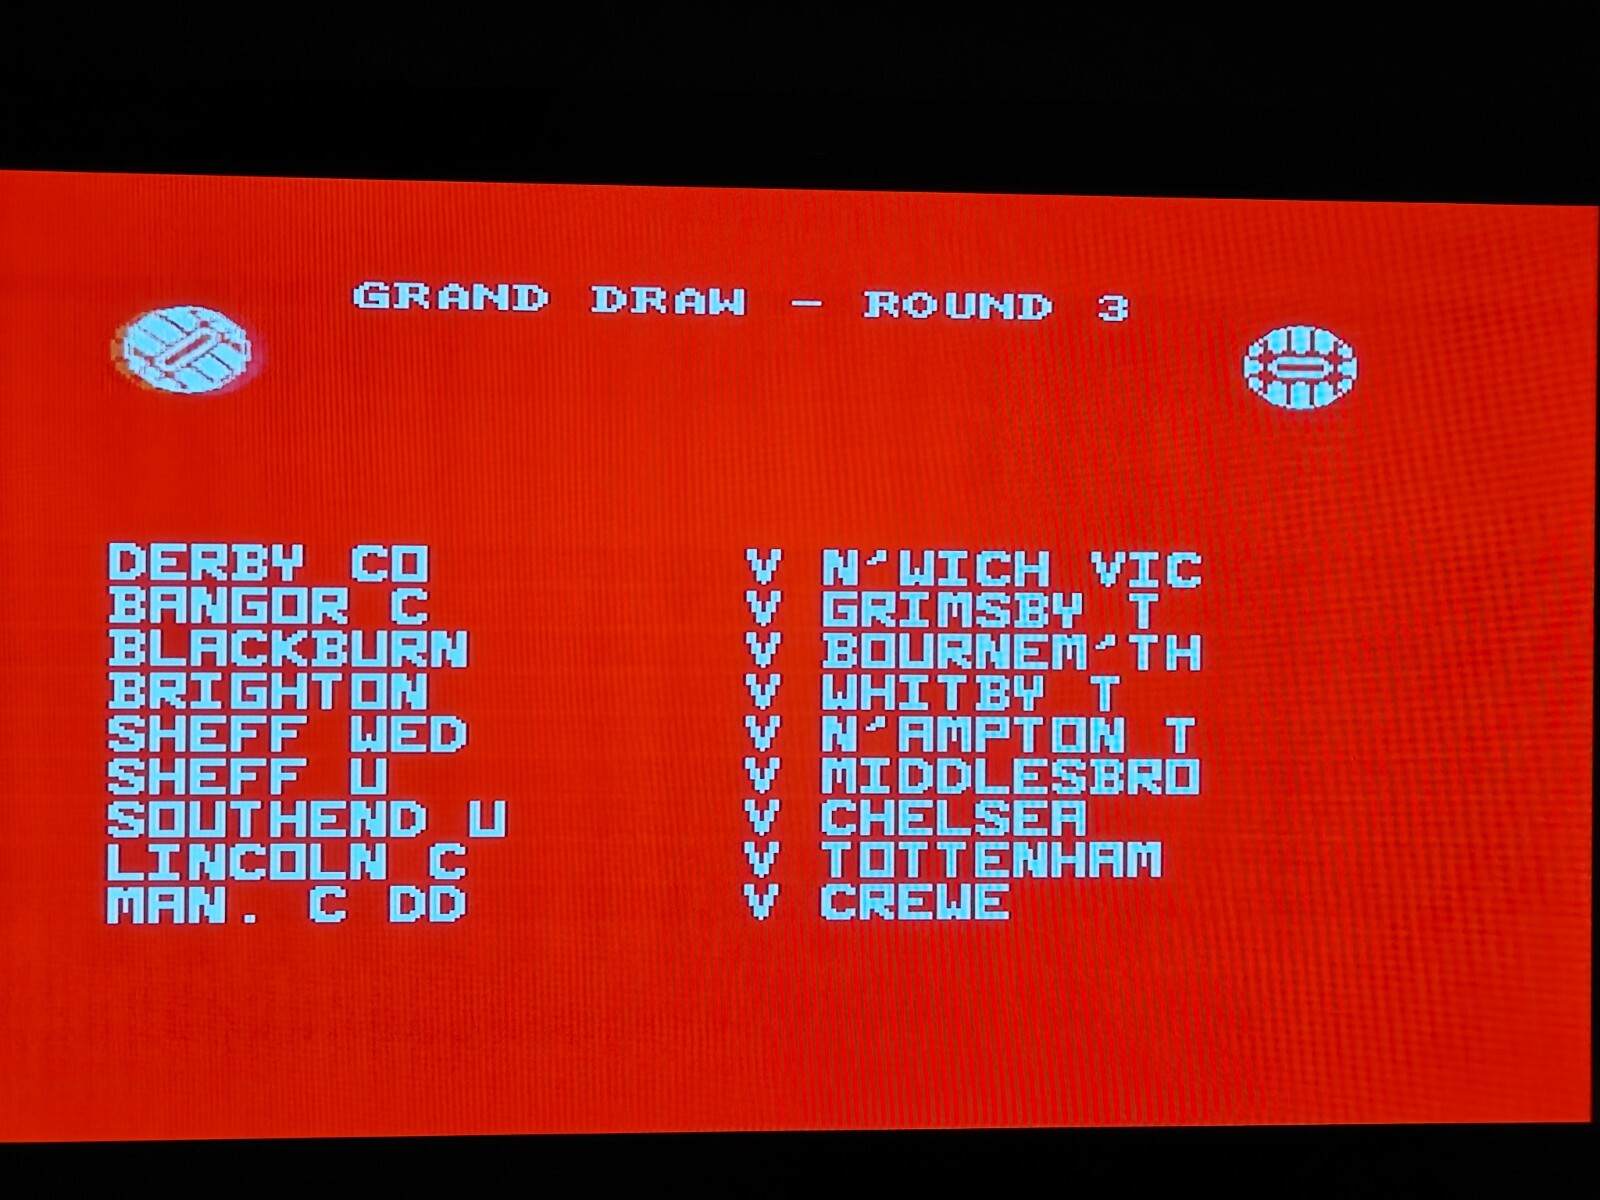 GRAND DRAW - ROUND 3
DERBY CO V N'WICH VIC
BANGOR C V GRIMSBY T
BLACKBURN V BOURNEM'TH
BRIGHTON V WHITBY T
SHEFF WED V N'AMPTON T
SHEFF U V MIDDLESBRO
SOUTHEND U V CHELSEA
LINCOLN C V TOTTENHAM
MAN. C DD V CREWE